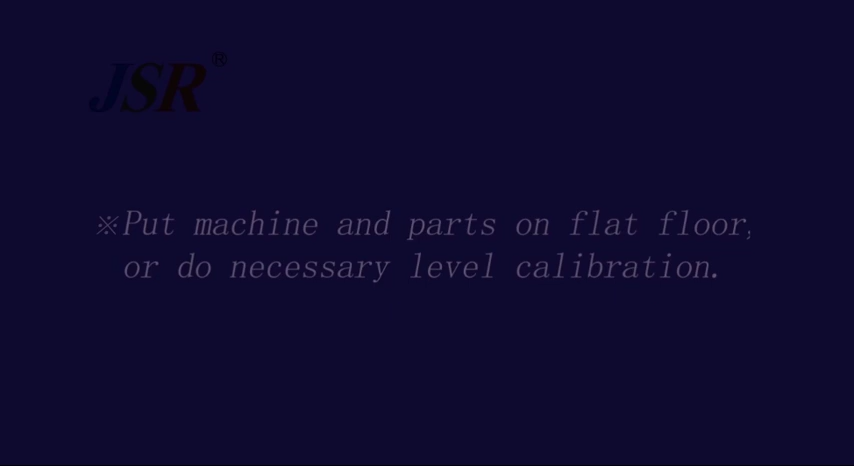 JSR®
※Put machine and parts on flat floor,
or do necessary level calibration.